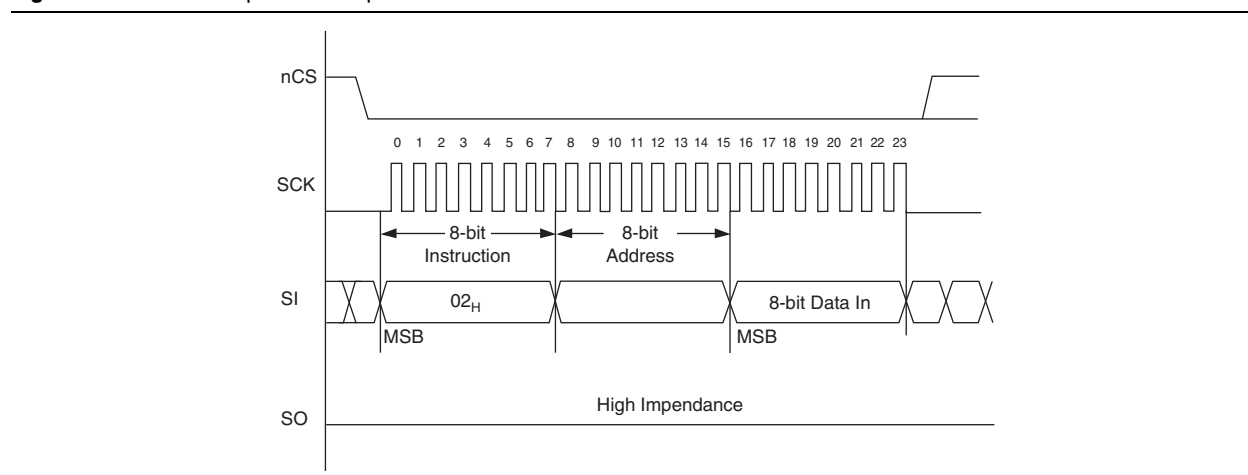 nCS
0 1 2 3 4 5 6 7 8 9 10 11 12 13 14 15 16 17 18 19 20 21 22 23
SCK
8-bit
Instruction
8-bit
Address
SI
02H
8-bit Data In
MSB
MSB
High Impendance
SO